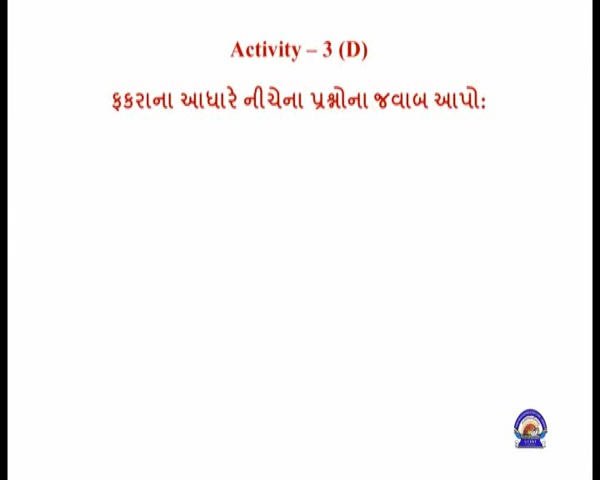 Activity – 3 (D)
ફકરાના આધારે નીચેના પ્રશ્નોના જવાબ આપો: